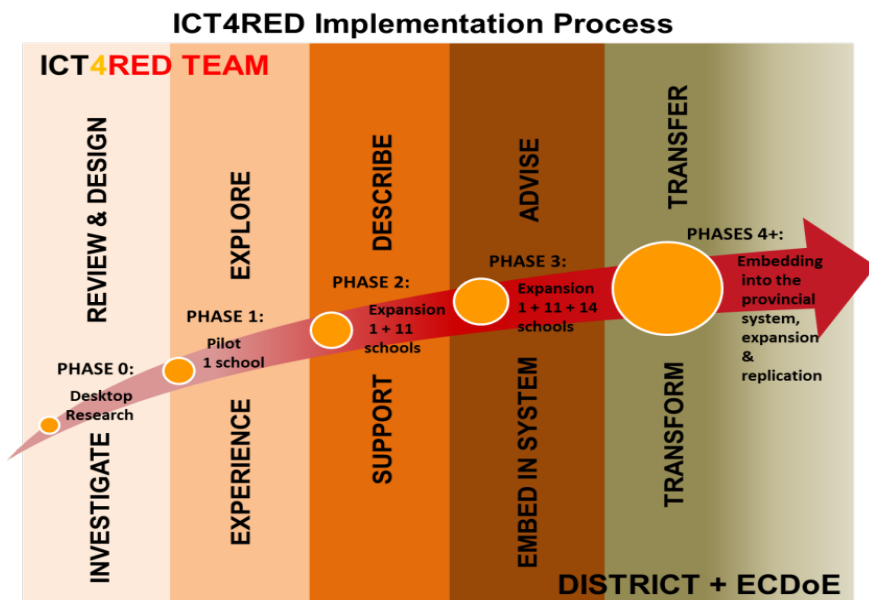 ICT4RED Implementation Process
ICT4RED TEAM
REVIEW & DESIGN
EXPLORE
DESCRIBE
ADVISE
TRANSFER
PHASE 0:
Desktop
Research
PHASE 1:
Pilot
1 school
PHASE 2:
Expansion
1 + 11
schools
PHASE 3:
Expansion
1 + 11 + 14
schools
PHASES 4+:
Embedding
into the
provincial
system,
expansion
&
replication
INVESTIGATE
EXPERIENCE
SUPPORT
EMBED IN SYSTEM
TRANSFORM
DISTRICT + ECDoE